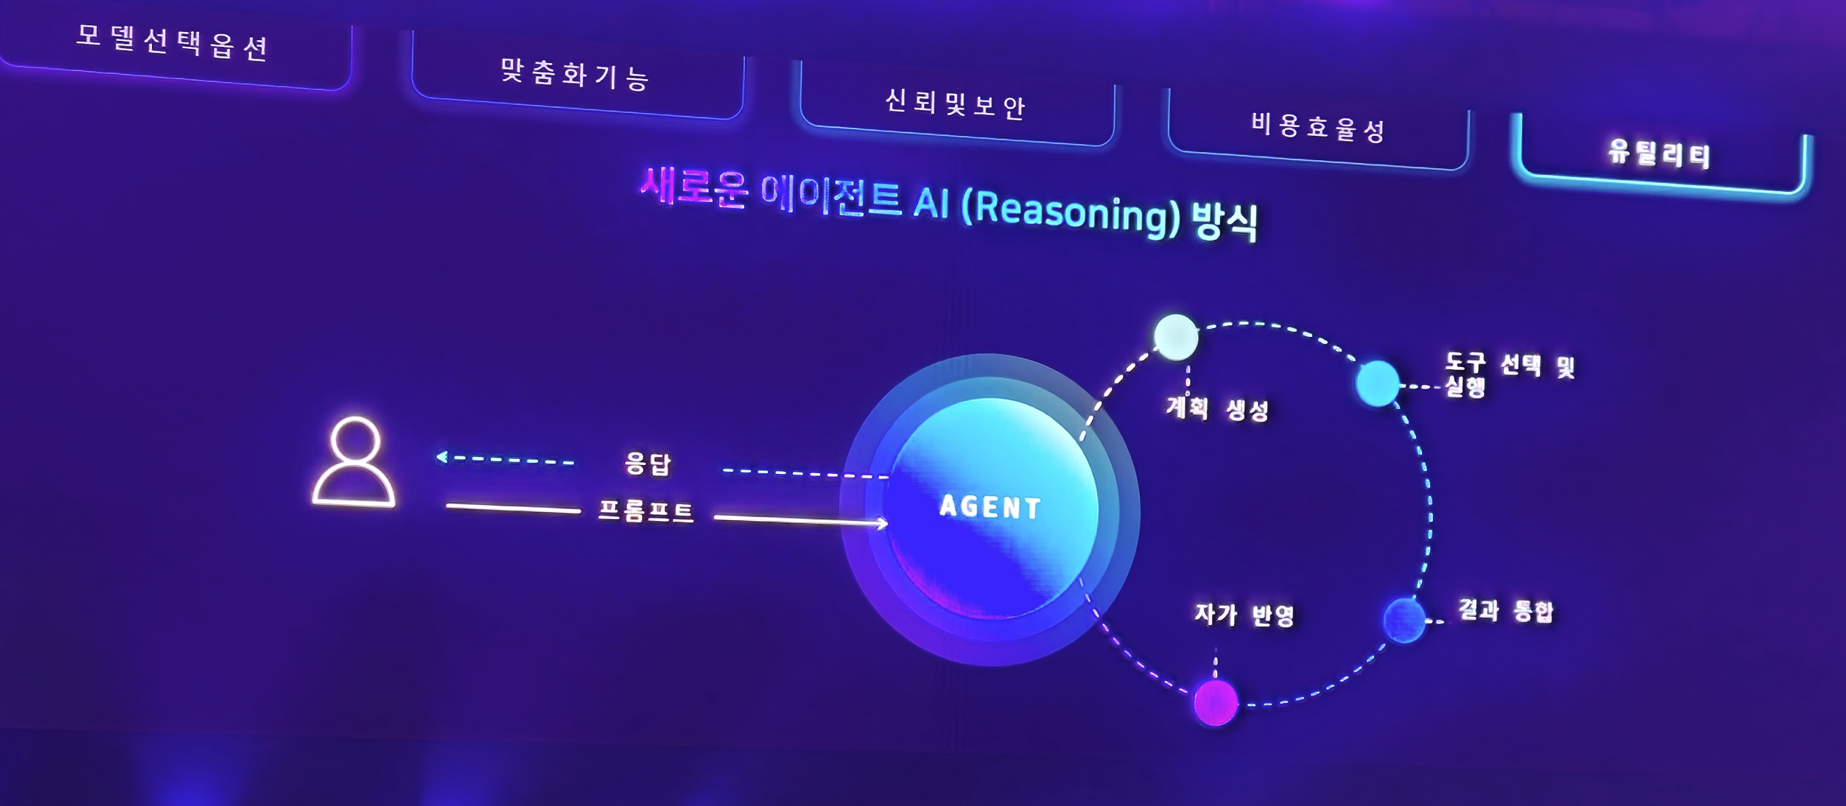 모델선택옵션
맞춤화기능
신뢰및보안
비용효율성
유틸리티
새로운 에이전트 AI (Reasoning) 방식
도구 선택 및
실행
계획 생성
응답
프롬프트
AGENT
자가 반영
결과 통합